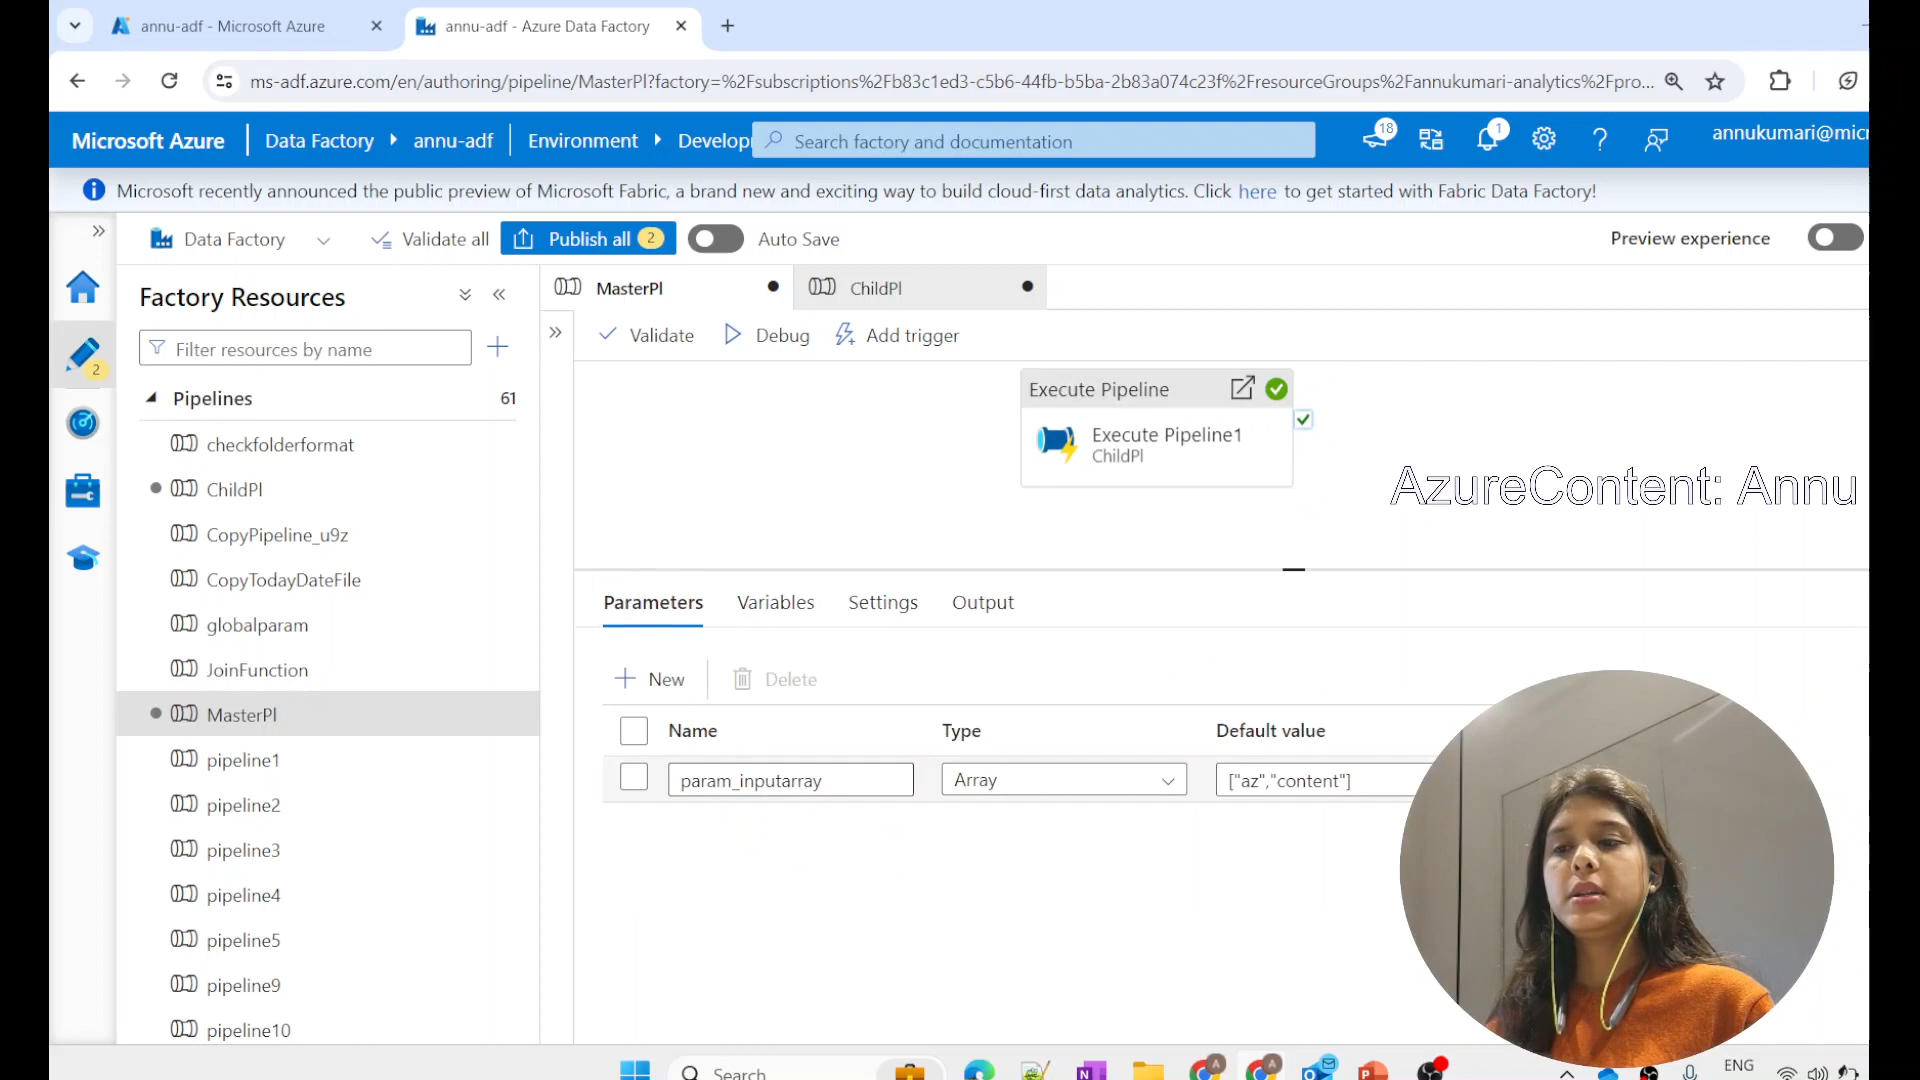 annu-adf - Microsoft Azure
annu-adf - Azure Data Factory
ms-adf.azure.com/en/authoring/pipeline/MasterPl?factory=%2Fsubscriptions%2Fb83c1ed3-c5b6-44fb-b5ba-2b83a074c23f%2FresourceGroups%2Fannukumari-analytics%2Fpro...
Microsoft Azure
Data Factory
annu-adf
Environment
Develop
Search factory and documentation
18
1
annukumari@micr
Microsoft recently announced the public preview of Microsoft Fabric, a brand new and exciting way to build cloud-first data analytics. Click here to get started with Fabric Data Factory!
Data Factory
Validate all
Publish all 2
Auto Save
Preview experience
Factory Resources
MasterPl
ChildPl
Filter resources by name
Validate
Debug
Add trigger
2
Pipelines 61
checkfolderformat
ChildPl
CopyPipeline_u9z
CopyTodayDateFile
globalparam
JoinFunction
MasterPl
pipeline1
pipeline2
pipeline3
pipeline4
pipeline5
pipeline9
pipeline10
Execute Pipeline
Execute Pipeline1
ChildPl
AzureContent: Annu
Parameters
Variables
Settings
Output
New
Delete
Name
Type
Default value
param_inputarray
Array
["az","content"]
Search
ENG